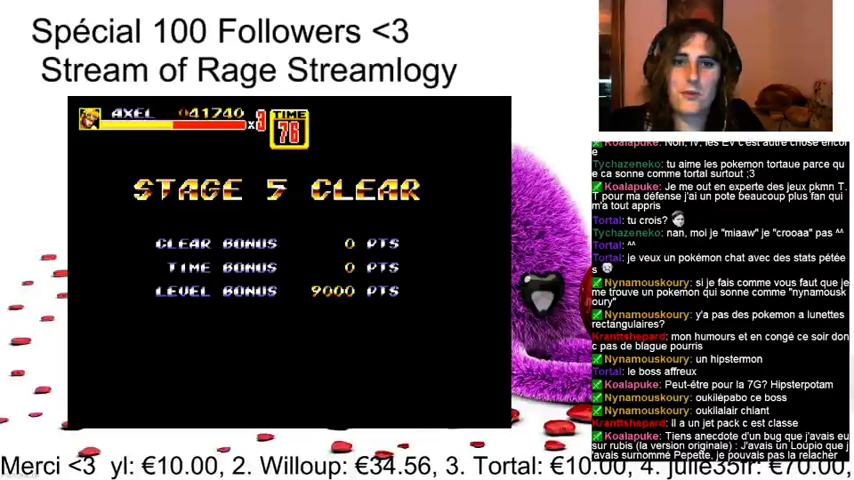 Spécial 100 Followers <3
Stream of Rage Streamlogy
AXEL 041740
x3
TIME
76
STAGE 5 CLEAR
CLEAR BONUS 0 PTS
TIME BONUS 0 PTS
LEVEL BONUS 9000 PTS
Koalapuke: Non, IV, les EV c'est autre chose encor
e
Tychazeneko: tu aime les pokemon tortaue parce qu
e ca sonne comme tortal surtout ;3
Koalapuke: Je me out en experte des jeux pkmn T.
T pour ma défense j'ai un pote beaucoup plus fan qui
m'a tout appris
Tortal: tu crois?
Tychazeneko: nan, moi je "miaaw" je "crooaa" pas ^^
Tortal: ^^
Tortal: je veux un pokémon chat avec des stats pétée
s
Nynamouskoury: si je fais comme vous faut que je
me trouve un pokemon qui sonne comme "nynamousk
oury"
Nynamouskoury: y'a pas des pokemon a lunettes
rectangulaires?
Kranttshepard: mon humours et en congé ce soir don
c pas de blague pourris
Nynamouskoury: un hipstermon
Tortal: le boss affreux
Koalapuke: Peut-être pour la 7G? Hipsterpotam
Nynamouskoury: oukilèpabo ce boss
Nynamouskoury: oukilalair chiant
Kranttshepard: Il a un jet pack c est classe
Koalapuke: Tiens anecdote d'un bug que j'avais eu
sur rubis (la version originale) : J'avais un Loupio que j
'avais surnommé Pepette, je pouvais pas la relacher
Merci <3 yl: €10.00, 2. Willoup: €34.56, 3. Tortal: €10.00, 4. julie35fr: €70.00,